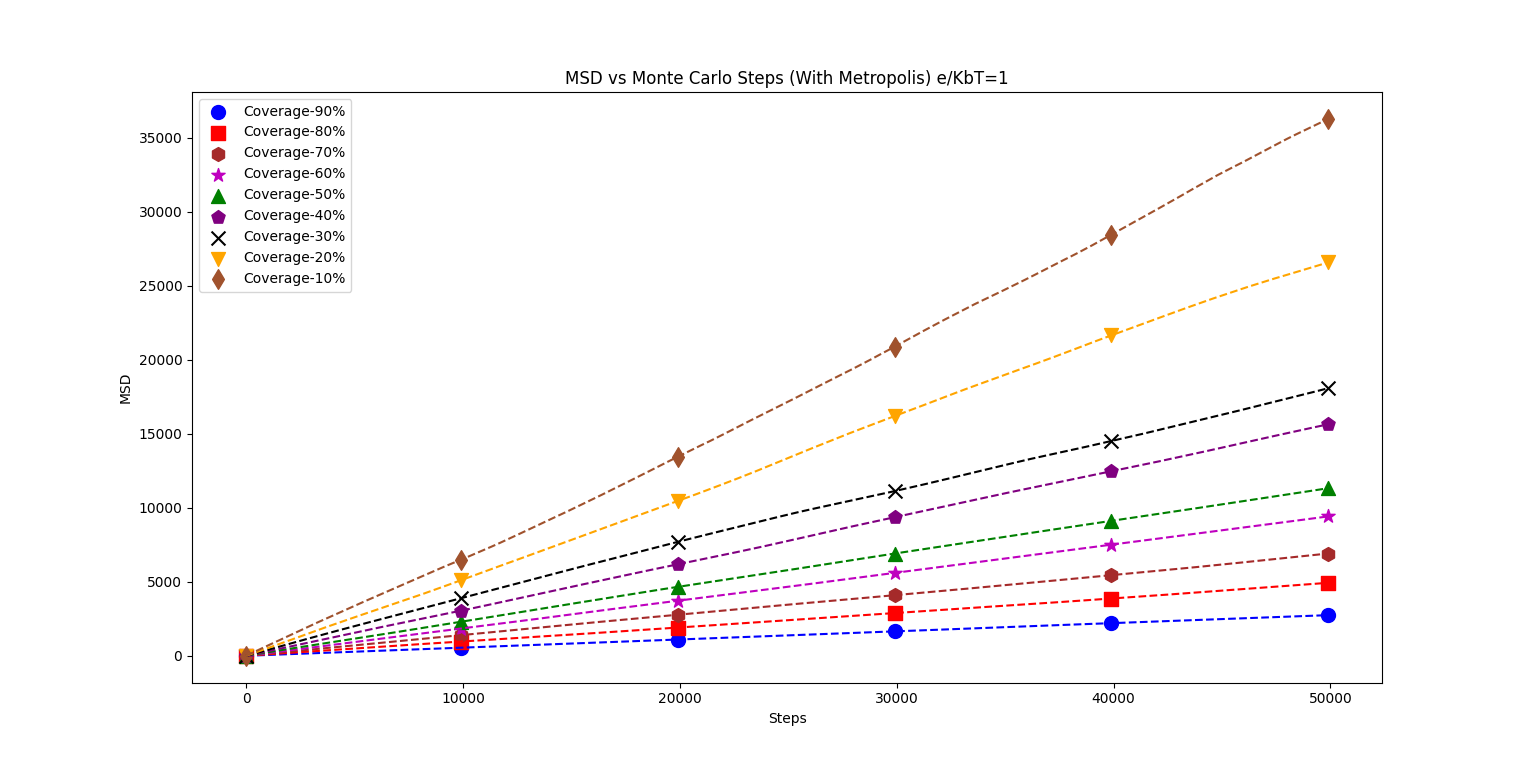 MSD vs Monte Carlo Steps (With Metropolis) e/KbT=1
Coverage-90%
Coverage-80%
Coverage-70%
Coverage-60%
Coverage-50%
Coverage-40%
Coverage-30%
Coverage-20%
Coverage-10%
35000
30000
25000
20000
15000
10000
5000
0
MSD
0 10000 20000 30000 40000 50000
Steps